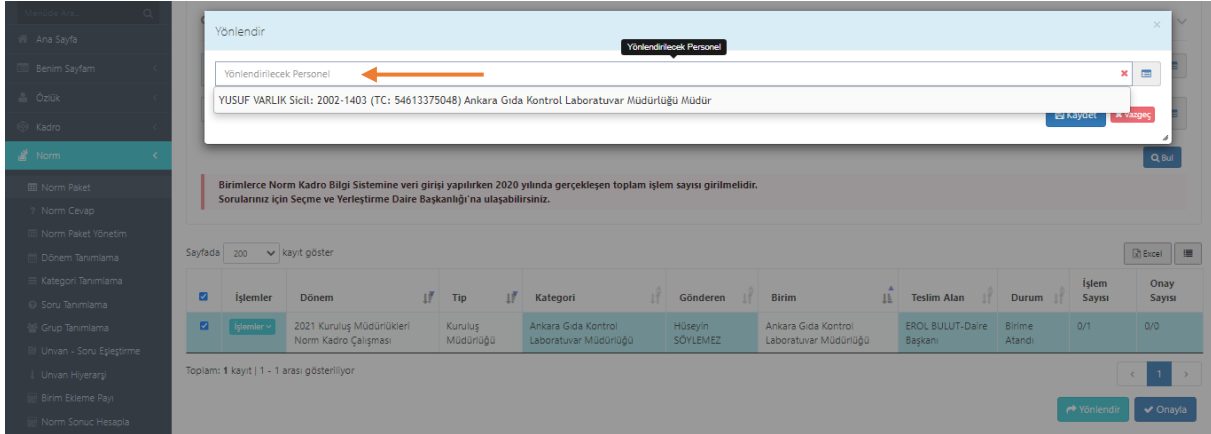 Menüde Ara...
Ana Sayfa
Benim Sayfam
Özlük
Kadro
Norm
Norm Paket
? Norm Cevap
Norm Paket Yönetim
Dönem Tanımlama
Kategori Tanımlama
Soru Tanımlama
Grup Tanımlama
Unvan - Soru Eşleştirme
Unvan Hiyerarşi
Birim Ekleme Payı
Norm Sonuc Hesapla
Yönlendir ×
Yönlendirilecek Personel
Yönlendirilecek Personel
YUSUF VARLIK Sicil: 2002-1403 (TC: 54613375048) Ankara Gıda Kontrol Laboratuvar Müdürlüğü Müdür
Kaydet Vazgeç
Bul
Birimlerce Norm Kadro Bilgi Sistemine veri girişi yapılırken 2020 yılında gerçekleşen toplam işlem sayısı girilmelidir.
Sorularınız için Seçme ve Yerleştirme Daire Başkanlığı'na ulaşabilirsiniz.
Sayfada 200 kayıt göster Excel
İşlemler Dönem Tip Kategori Gönderen Birim Teslim Alan Durum İşlem Sayısı Onay Sayısı
İşlemler 2021 Kuruluş Müdürlükleri Kuruluş Ankara Gıda Kontrol Hüseyin Ankara Gıda Kontrol EROL BULUT-Daire Birime 0/1 0/0
Norm Kadro Çalışması Müdürlüğü Laboratuvar Müdürlüğü SÖYLEMEZ Laboratuvar Müdürlüğü Başkanı Atandı
Toplam: 1 kayıt | 1 - 1 arası gösteriliyor < 1 >
Yönlendir Onayla